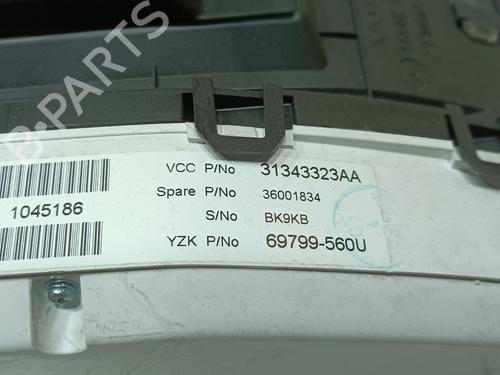 VCC P/No 31343323AA
Spare P/No 36001834
S/No BK9KB
YZK P/No 69799-560U
1045186
B-PARTS